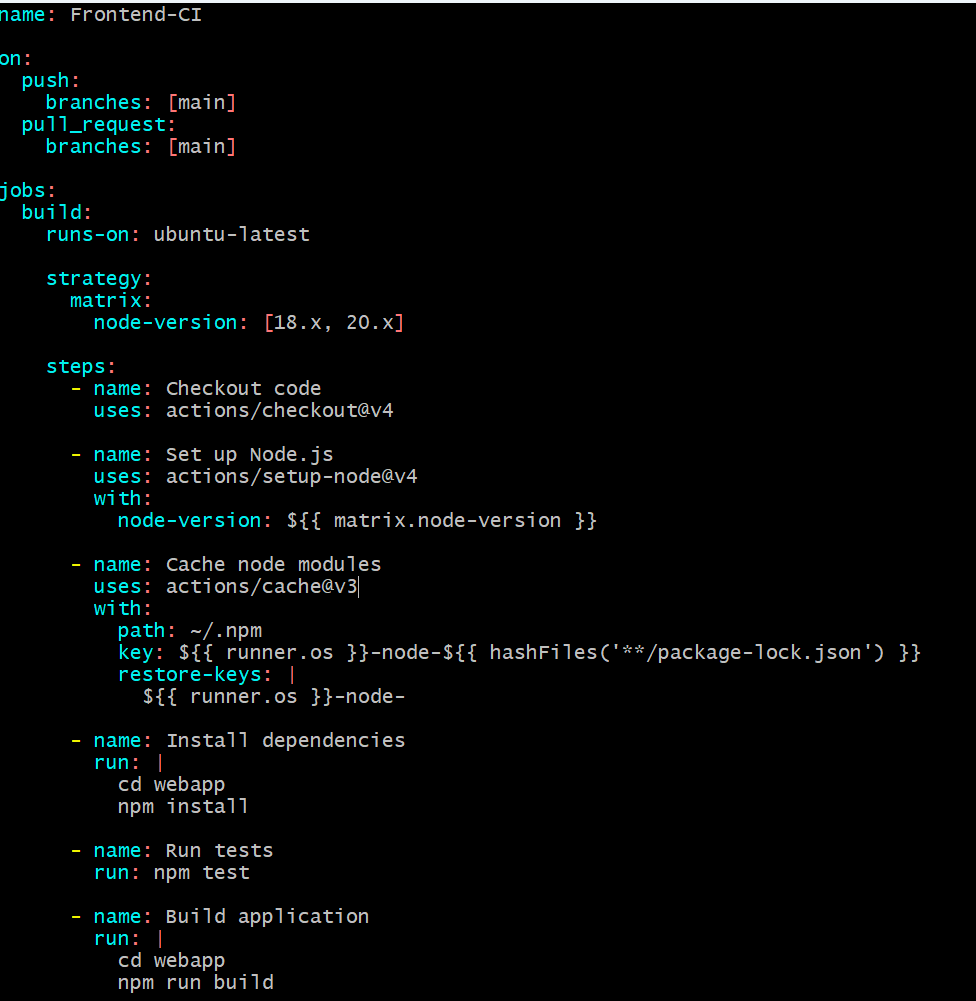 name: Frontend-CI

on:
  push:
    branches: [main]
  pull_request:
    branches: [main]

jobs:
  build:
    runs-on: ubuntu-latest

    strategy:
      matrix:
        node-version: [18.x, 20.x]

    steps:
      - name: Checkout code
        uses: actions/checkout@v4

      - name: Set up Node.js
        uses: actions/setup-node@v4
        with:
          node-version: ${{ matrix.node-version }}

      - name: Cache node modules
        uses: actions/cache@v3
        with:
          path: ~/.npm
          key: ${{ runner.os }}-node-${{ hashFiles('**/package-lock.json') }}
          restore-keys: |
            ${{ runner.os }}-node-

      - name: Install dependencies
        run: |
          cd webapp
          npm install

      - name: Run tests
        run: npm test

      - name: Build application
        run: |
          cd webapp
          npm run build